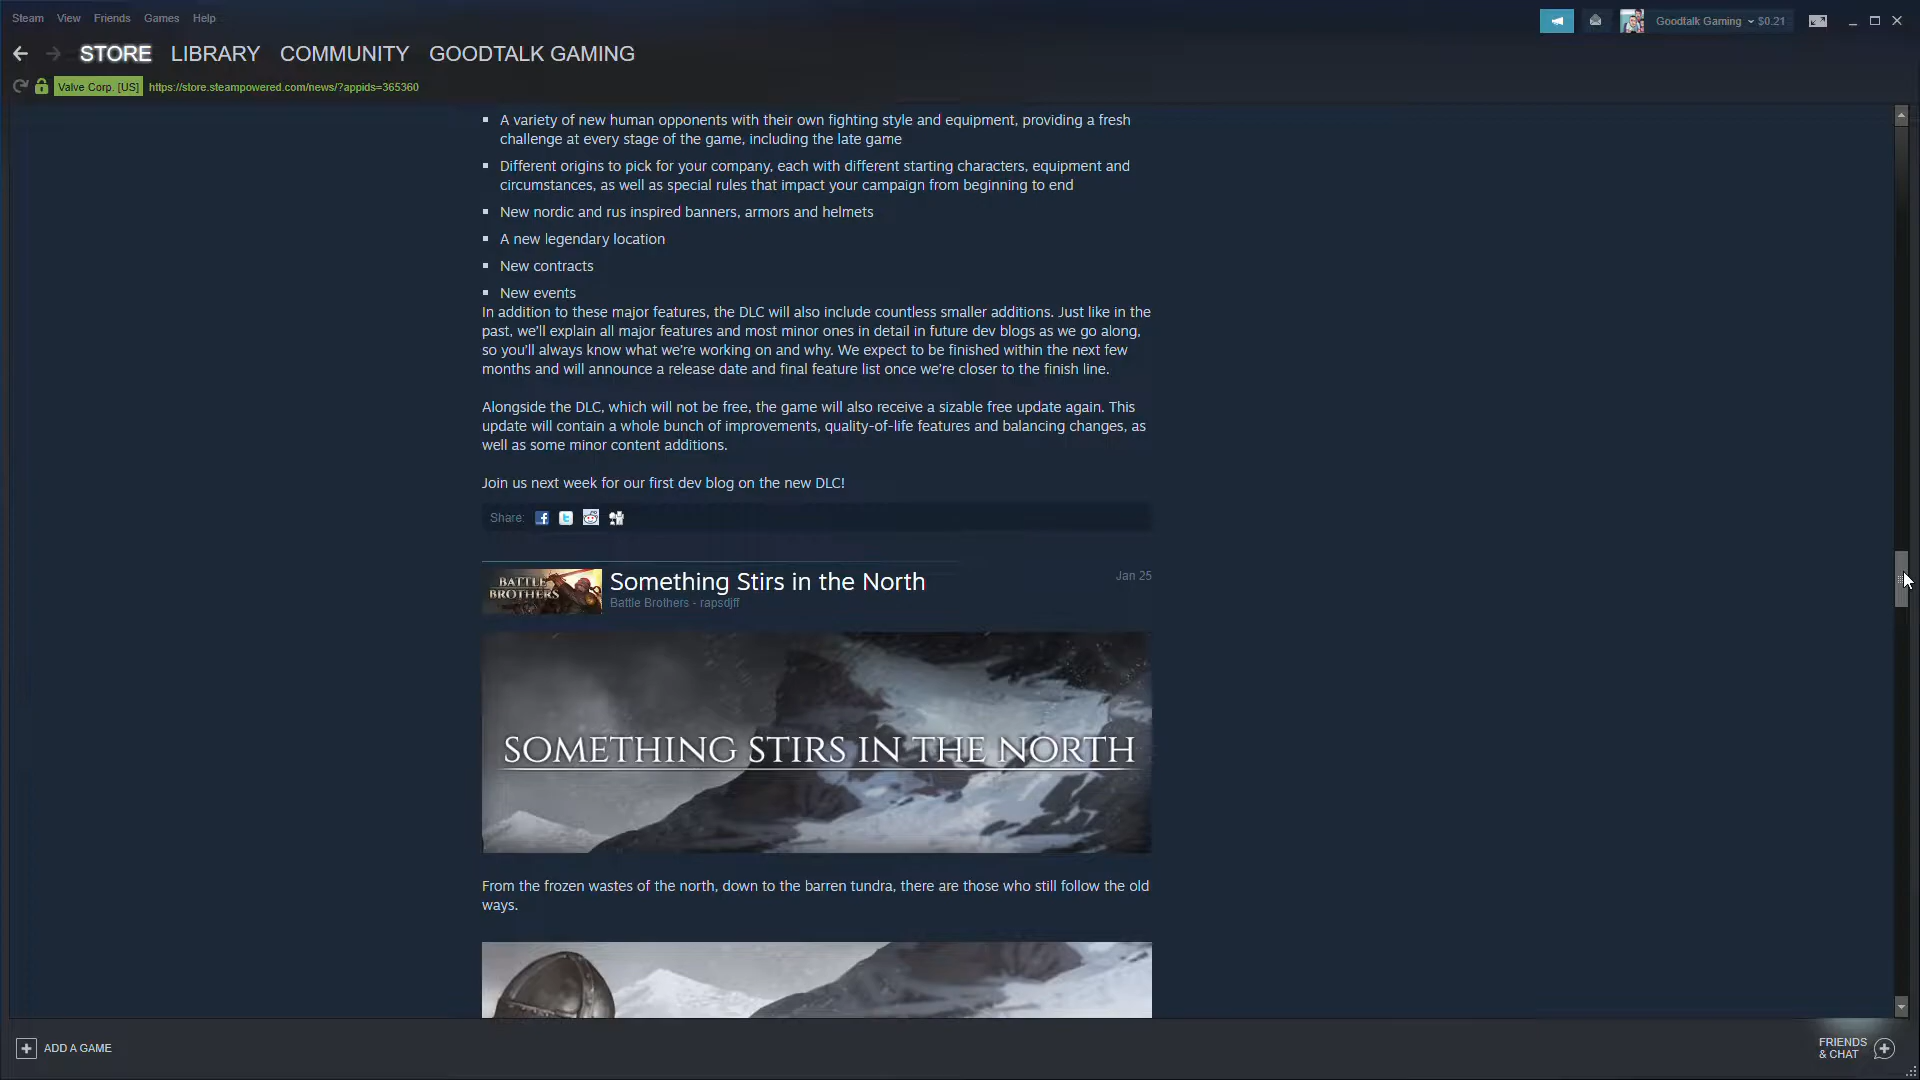 Steam View Friends Games Help
Goodtalk Gaming $0.21
STORE LIBRARY COMMUNITY GOODTALK GAMING
Valve Corp. [US] https://store.steampowered.com/news/?appids=365360
A variety of new human opponents with their own fighting style and equipment, providing a fresh
challenge at every stage of the game, including the late game
Different origins to pick for your company, each with different starting characters, equipment and
circumstances, as well as special rules that impact your campaign from beginning to end
New nordic and rus inspired banners, armors and helmets
A new legendary location
New contracts
New events
In addition to these major features, the DLC will also include countless smaller additions. Just like in the
past, we'll explain all major features and most minor ones in detail in future dev blogs as we go along,
so you'll always know what we're working on and why. We expect to be finished within the next few
months and will announce a release date and final feature list once we're closer to the finish line.
Alongside the DLC, which will not be free, the game will also receive a sizable free update again. This
update will contain a whole bunch of improvements, quality-of-life features and balancing changes, as
well as some minor content additions.
Join us next week for our first dev blog on the new DLC!
Share:
BATTLE
BROTHERS
Something Stirs in the North
Jan 25
Battle Brothers - rapsdjff
SOMETHING STIRS IN THE NORTH
From the frozen wastes of the north, down to the barren tundra, there are those who still follow the old
ways.
ADD A GAME
FRIENDS
& CHAT